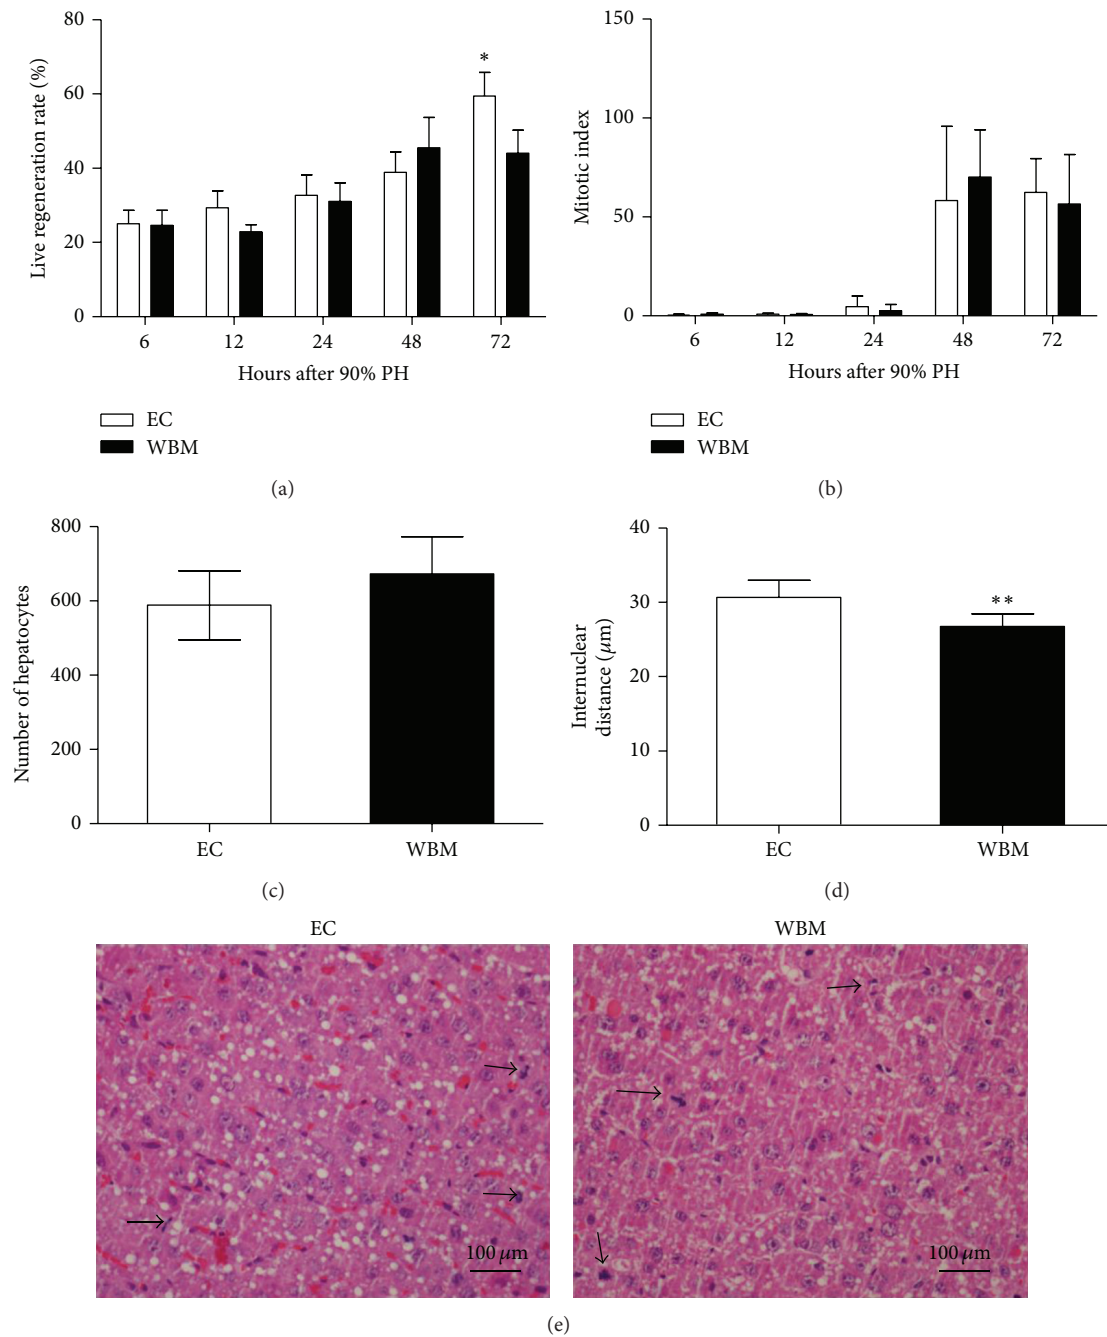 80
60
40
20
0
Live regeneration rate (%)
*
6 12 24 48 72
Hours after 90% PH
EC
WBM
(a)
150
100
50
0
Mitotic index
6 12 24 48 72
Hours after 90% PH
EC
WBM
(b)
800
600
400
200
0
Number of hepatocytes
EC WBM
(c)
40
30
20
10
0
Internuclear
distance (μm)
**
EC WBM
(d)
EC
100 μm
WBM
100 μm
(e)